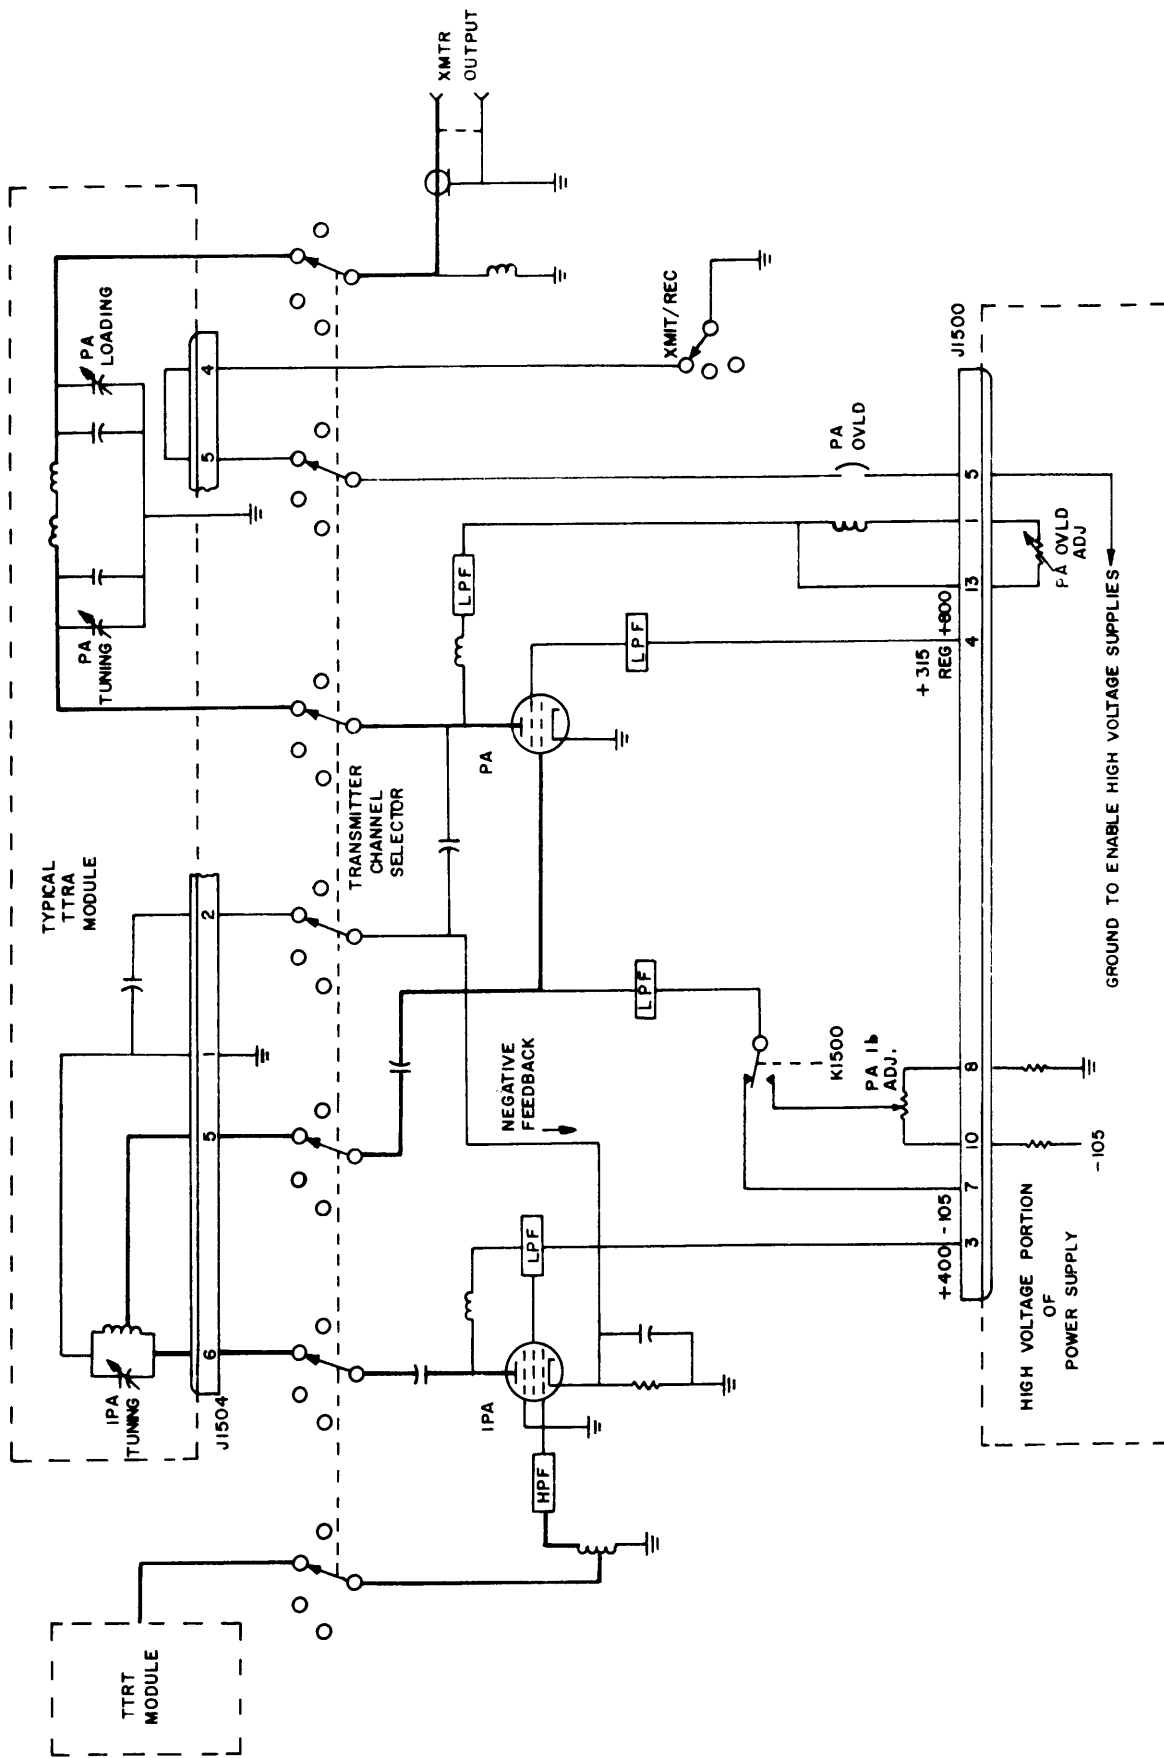 TTRT
MODULE
TYPICAL
TTRA
MODULE
IPA
TUNING
J1504
6
5
1
2
PA
TUNING
PA
LOADING
5
4
TRANSMITTER
CHANNEL
SELECTOR
XMTR
OUTPUT
XMIT/REC
IPA
HPF
LPF
NEGATIVE
FEEDBACK
PA
LPF
LPF
LPF
K1500
PA Ib
ADJ.
PA
OVLD
J1500
+400
-105
+315
REG
+800
3
7
10
8
4
13
1
5
-105
PA OVLD
ADJ
GROUND TO ENABLE HIGH VOLTAGE SUPPLIES
HIGH VOLTAGE PORTION
OF
POWER SUPPLY